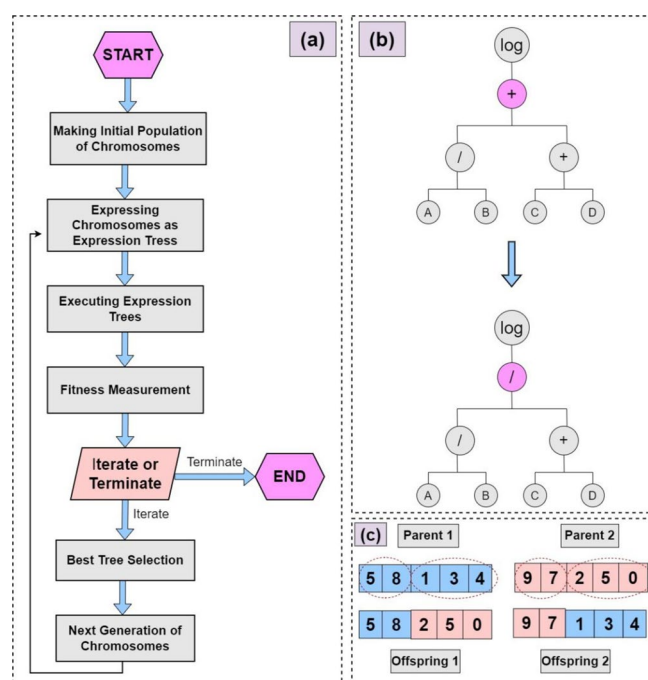 (a)
START
Making Initial Population
of Chromosomes
Expressing
Chromosomes as
Expression Tress
Executing Expression
Trees
Fitness Measurement
Iterate or
Terminate
Terminate
END
Iterate
Best Tree Selection
Next Generation of
Chromosomes
(b)
log
+
/ +
A B C D
log
/
/ +
A B C D
(c)
Parent 1 Parent 2
5 8 1 3 4 9 7 2 5 0
5 8 2 5 0 9 7 1 3 4
Offspring 1 Offspring 2